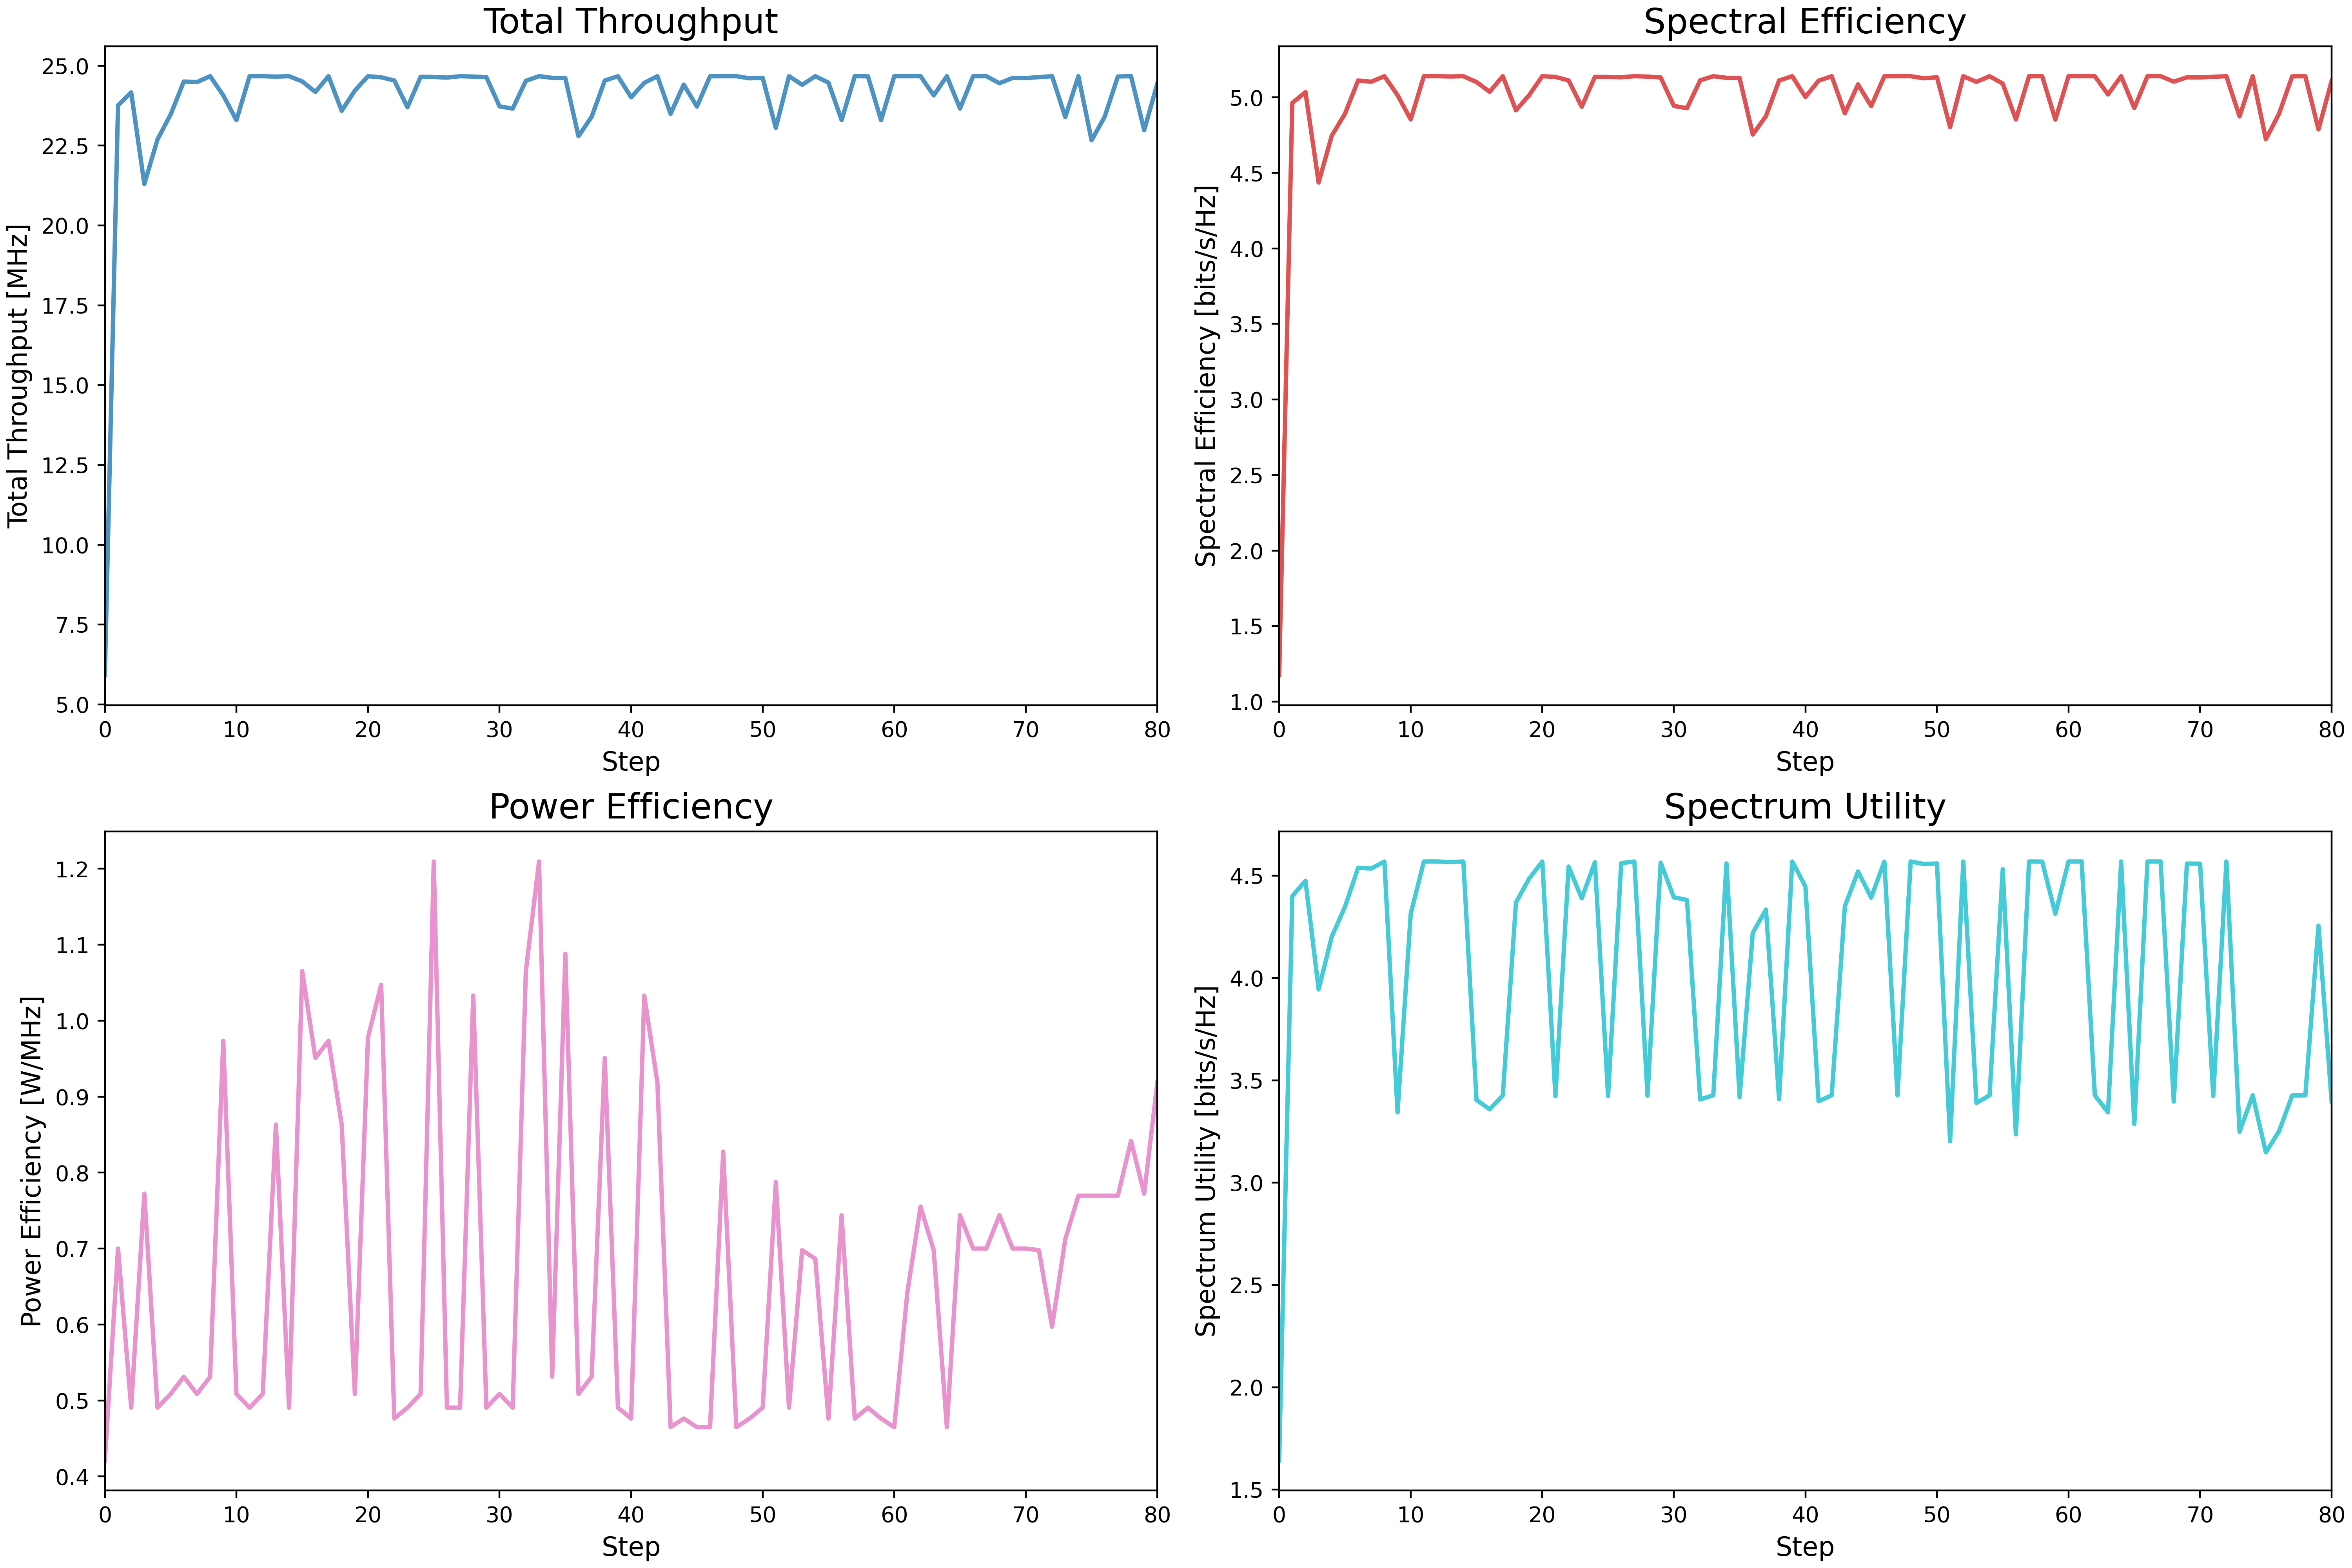 Total Throughput
Total Throughput [MHz]
25.0
22.5
20.0
17.5
15.0
12.5
10.0
7.5
5.0
0 10 20 30 40 50 60 70 80
Step
Spectral Efficiency
Spectral Efficiency [bits/s/Hz]
5.0
4.5
4.0
3.5
3.0
2.5
2.0
1.5
1.0
0 10 20 30 40 50 60 70 80
Step
Power Efficiency
Power Efficiency [W/MHz]
1.2
1.1
1.0
0.9
0.8
0.7
0.6
0.5
0.4
0 10 20 30 40 50 60 70 80
Step
Spectrum Utility
Spectrum Utility [bits/s/Hz]
4.5
4.0
3.5
3.0
2.5
2.0
1.5
0 10 20 30 40 50 60 70 80
Step